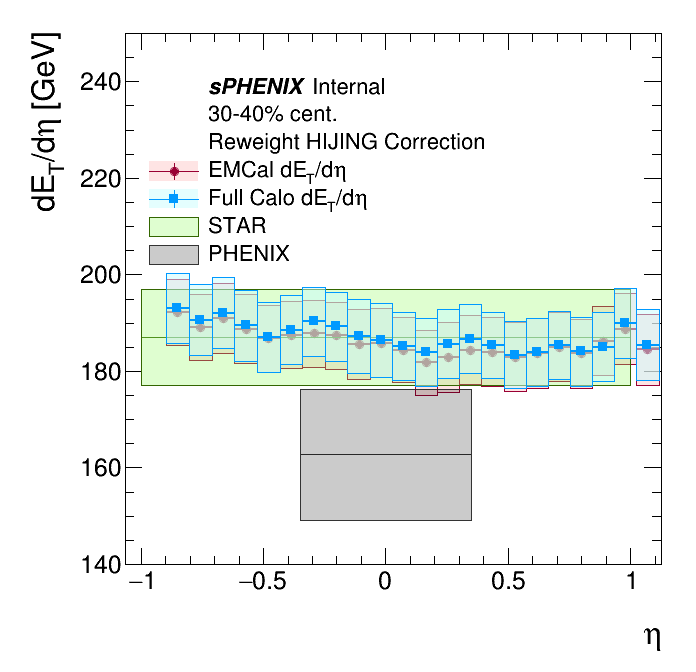 dE_T/dη [GeV]
240
220
200
180
160
140
sPHENIX Internal
30-40% cent.
Reweight HIJING Correction
EMCal dE_T/dη
Full Calo dE_T/dη
STAR
PHENIX
−1
−0.5
0
0.5
1
η